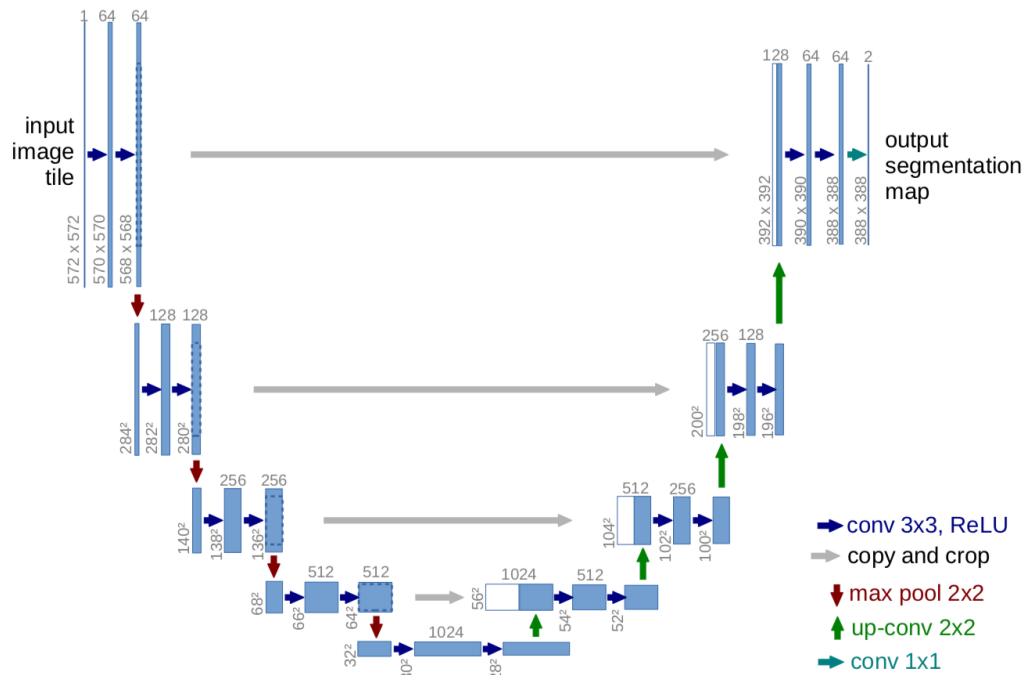 1 64 64
input
image
tile
572 x 572
570 x 570
568 x 568
128 64 64 2
output
segmentation
map
392 x 392
390 x 390
388 x 388
388 x 388
128 128
284²
282²
280²
256 128
200²
198²
196²
256 256
140²
138²
136²
512 256
104²
102²
100²
512 512
68²
66²
64²
1024 512
56²
54²
52²
1024
32²
30²
28²
conv 3x3, ReLU
copy and crop
max pool 2x2
up-conv 2x2
conv 1x1